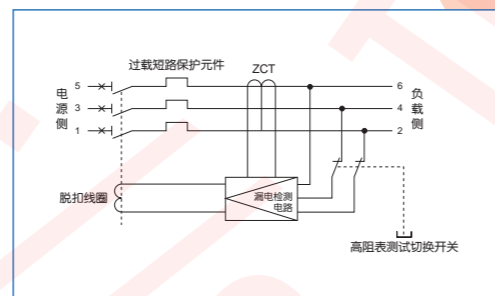 过载短路保护元件
ZCT
电源侧
5
3
1
6
4
2
负载侧
脱扣线圈
漏电检测
电路
高阻表测试切换开关